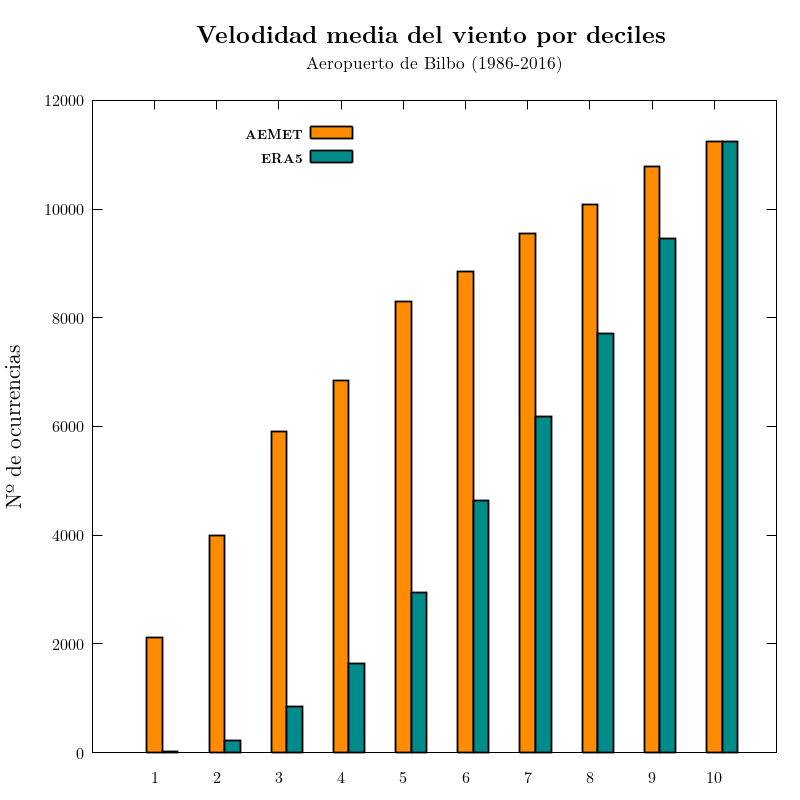 Velodidad media del viento por deciles
Aeropuerto de Bilbo (1986-2016)
12000
10000
8000
6000
4000
2000
0
Nº de ocurrencias
AEMET
ERA5
1 2 3 4 5 6 7 8 9 10